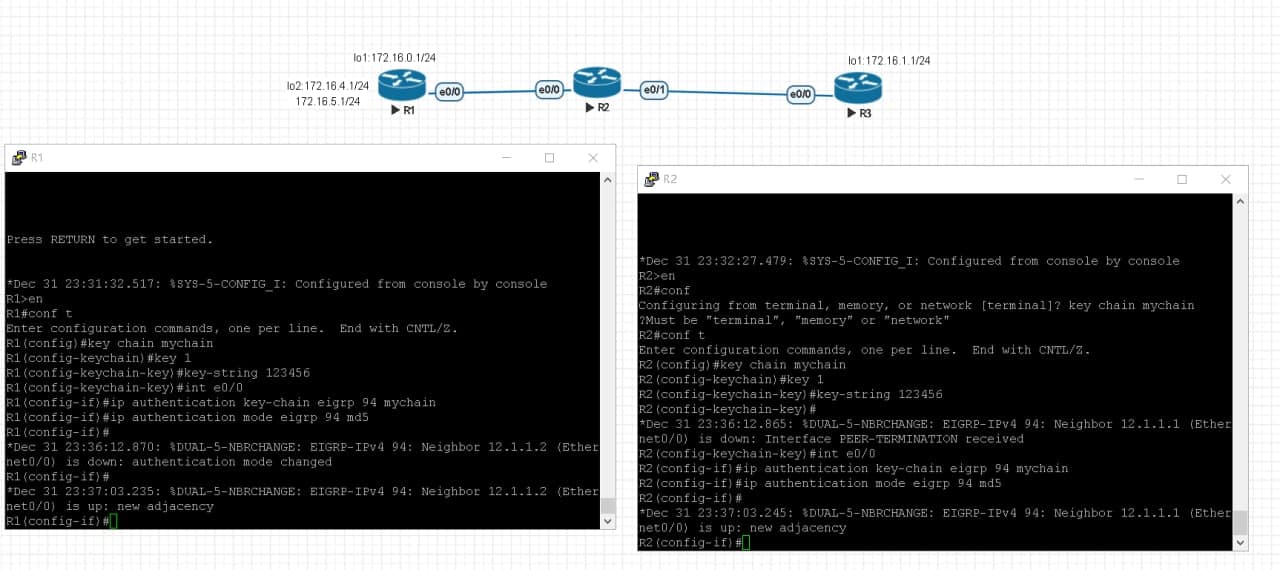 lo1:172.16.0.1/24
lo1:172.16.1.1/24
lo2:172.16.4.1/24
172.16.5.1/24
e0/0
e0/0
e0/1
e0/0
R1
R2
R3
R1
Press RETURN to get started.
*Dec 31 23:31:32.517: %SYS-5-CONFIG_I: Configured from console by console
R1>en
R1#conf t
Enter configuration commands, one per line.  End with CNTL/Z.
R1(config)#key chain mychain
R1(config-keychain)#key 1
R1(config-keychain-key)#key-string 123456
R1(config-keychain-key)#int e0/0
R1(config-if)#ip authentication key-chain eigrp 94 mychain
R1(config-if)#ip authentication mode eigrp 94 md5
R1(config-if)#
*Dec 31 23:36:12.870: %DUAL-5-NBRCHANGE: EIGRP-IPv4 94: Neighbor 12.1.1.2 (Ether
net0/0) is down: authentication mode changed
R1(config-if)#
*Dec 31 23:37:03.235: %DUAL-5-NBRCHANGE: EIGRP-IPv4 94: Neighbor 12.1.1.2 (Ether
net0/0) is up: new adjacency
R1(config-if)#
R2
*Dec 31 23:32:27.479: %SYS-5-CONFIG_I: Configured from console by console
R2>en
R2#conf
Configuring from terminal, memory, or network [terminal]? key chain mychain
?Must be "terminal", "memory" or "network"
R2#conf t
Enter configuration commands, one per line.  End with CNTL/Z.
R2(config)#key chain mychain
R2(config-keychain)#key 1
R2(config-keychain-key)#key-string 123456
R2(config-keychain-key)#
*Dec 31 23:36:12.865: %DUAL-5-NBRCHANGE: EIGRP-IPv4 94: Neighbor 12.1.1.1 (Ether
net0/0) is down: Interface PEER-TERMINATION received
R2(config-keychain-key)#int e0/0
R2(config-if)#ip authentication key-chain eigrp 94 mychain
R2(config-if)#ip authentication mode eigrp 94 md5
R2(config-if)#
*Dec 31 23:37:03.245: %DUAL-5-NBRCHANGE: EIGRP-IPv4 94: Neighbor 12.1.1.1 (Ether
net0/0) is up: new adjacency
R2(config-if)#